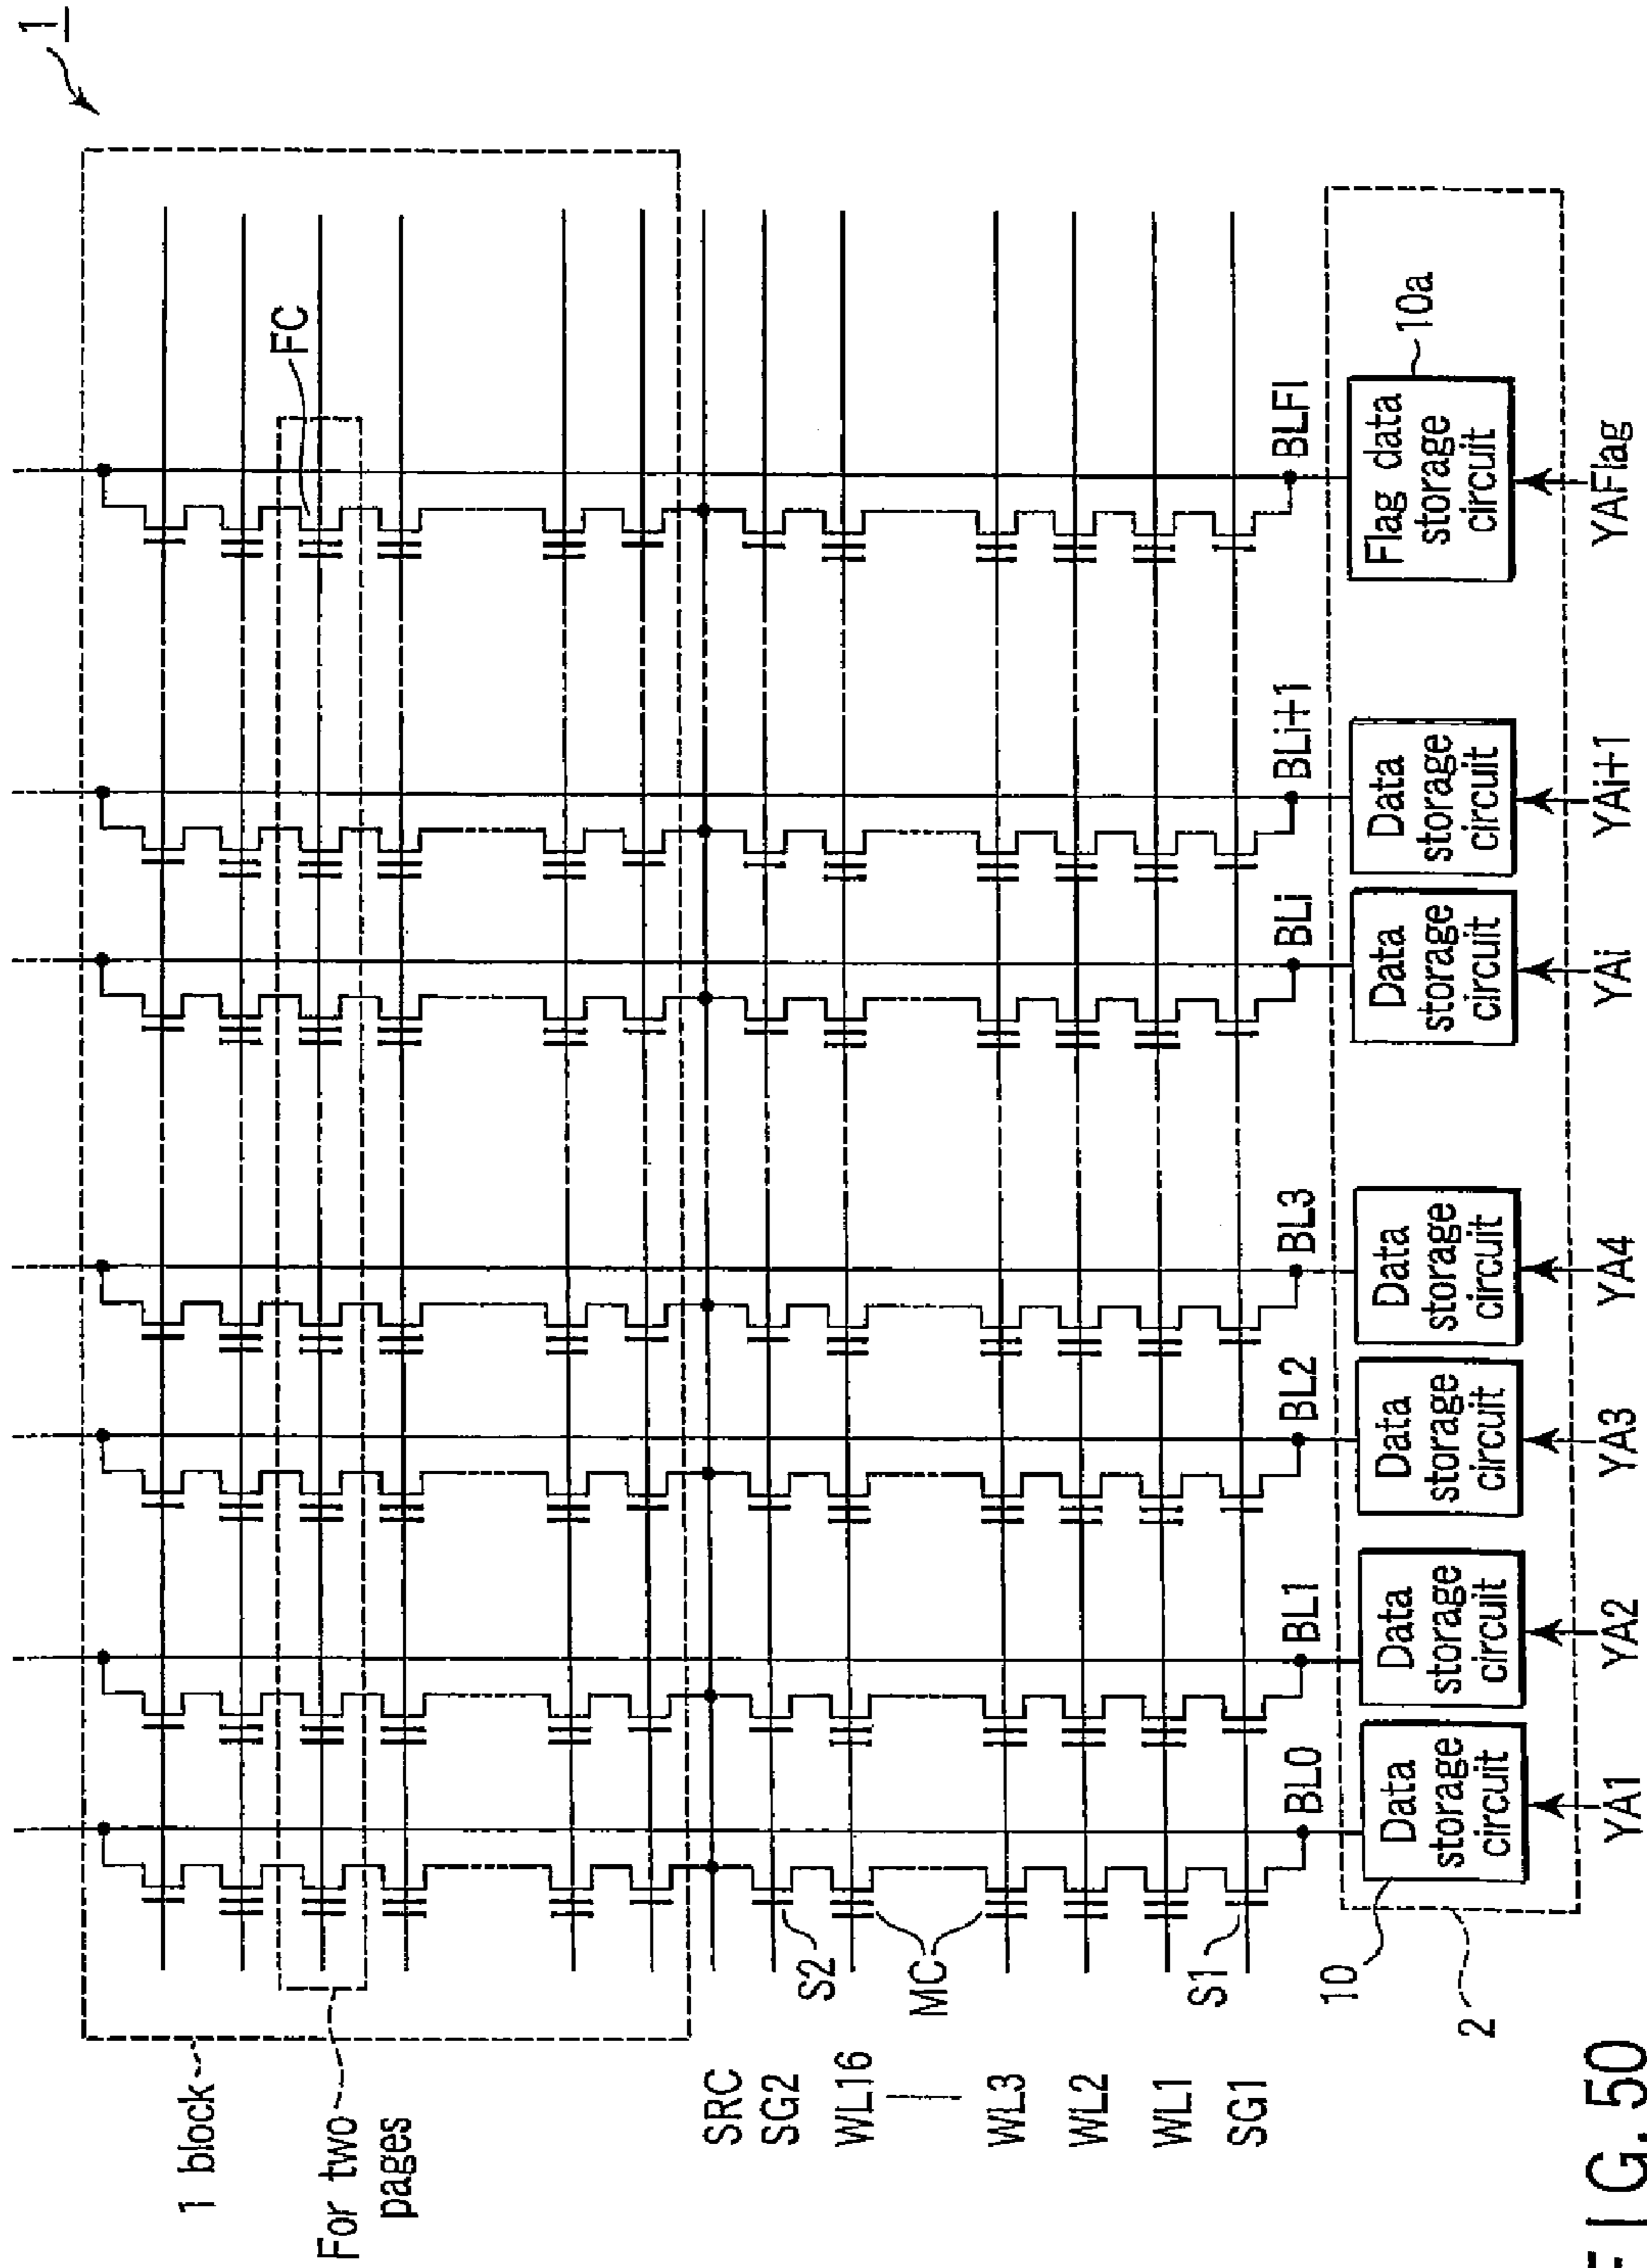 1
1 block
For two
pages
FC
SRC
SG2
WL16
WL3
WL2
WL1
SG1
S2
MC
S1
BL0
BL1
BL2
BL3
BLi
BLi+1
BLFi
10
Data
storage
circuit
Data
storage
circuit
Data
storage
circuit
Data
storage
circuit
Data
storage
circuit
Data
storage
circuit
Flag data
storage
circuit
10a
2
YA1
YA2
YA3
YA4
YAi
YAi+1
YAFlag
F I G. 50